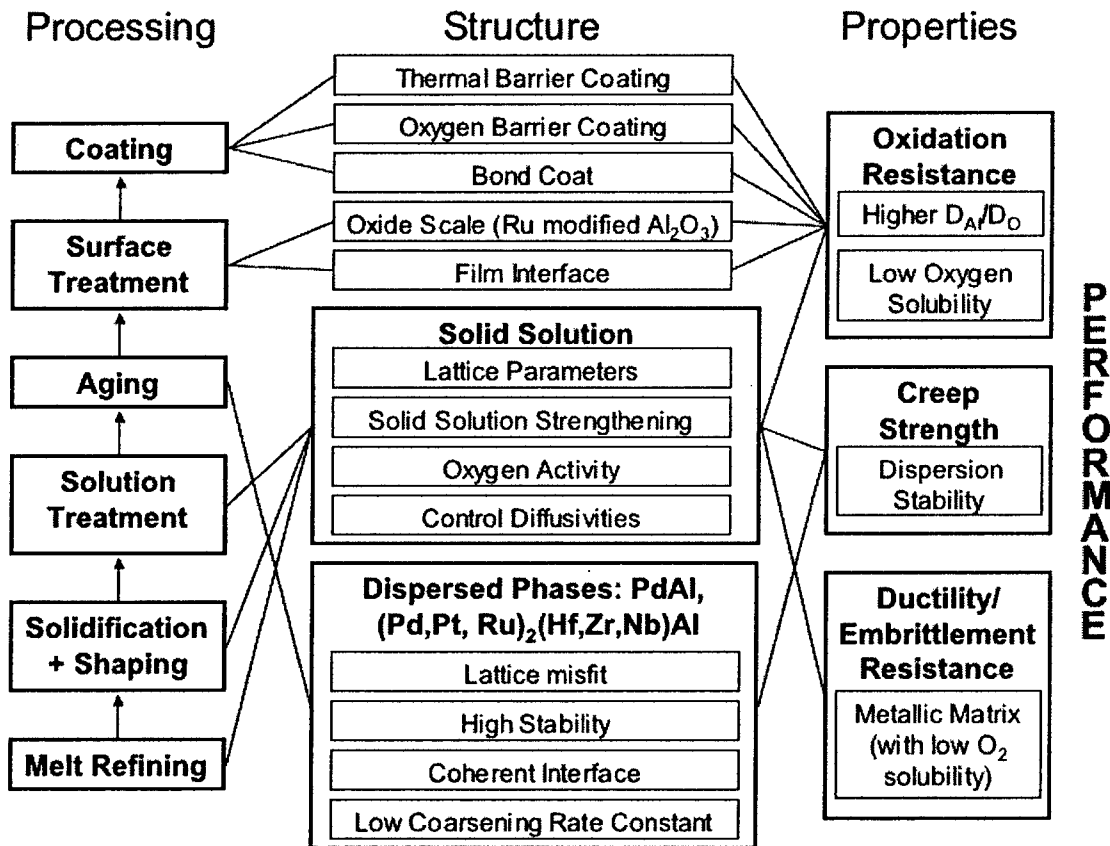 Processing
Structure
Properties
Coating
Surface
Treatment
Aging
Solution
Treatment
Solidification
+ Shaping
Melt Refining
Thermal Barrier Coating
Oxygen Barrier Coating
Bond Coat
Oxide Scale (Ru modified Al₂O₃)
Film Interface
Solid Solution
Lattice Parameters
Solid Solution Strengthening
Oxygen Activity
Control Diffusivities
Dispersed Phases: PdAl,
(Pd,Pt, Ru)₂(Hf,Zr,Nb)Al
Lattice misfit
High Stability
Coherent Interface
Low Coarsening Rate Constant
Oxidation
Resistance
Higher D_Al/D_O
Low Oxygen
Solubility
Creep
Strength
Dispersion
Stability
Ductility/
Embrittlement
Resistance
Metallic Matrix
(with low O₂
solubility)
PERFORMANCE